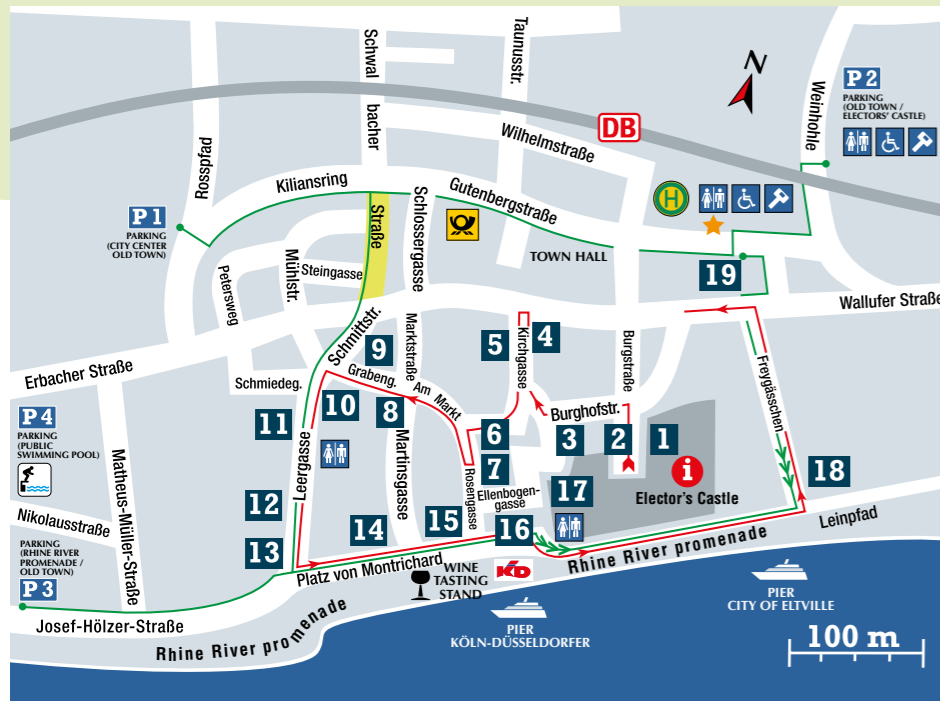 Schwal
bacher
Taunusstr.
N
P 2
PARKING
(OLD TOWN /
ELECTORS' CASTLE)
Weinhohle
DB
Wilhelmstraße
Rosspfad
Kiliansring
Gutenbergstraße
H
P 1
PARKING
(CITY CENTER
OLD TOWN)
Straße
Schlossergasse
TOWN HALL
19
Petersweg
Mühlstr.
Steingasse
Wallufer Straße
Schmittstr.
Marktstraße
5
Kirchgasse
4
Burgstraße
Freygässchen
9
Erbacher Straße
Schmiedeg.
Grabeng.
Am Markt
P 4
PARKING
(PUBLIC
SWIMMING POOL)
11
10
8
6
Burghofstr.
3
2
1
i
Elector's Castle
Matheus-Müller-Straße
Leergasse
Martinsgasse
7
Rosengasse
Ellenbogen-
gasse
17
18
12
Nikolausstraße
14
15
16
Leinpfad
13
PARKING
(RHINE RIVER
PROMENADE /
OLD TOWN)
P 3
Platz von Montrichard
KD
Rhine River promenade
WINE
TASTING
STAND
PIER
CITY OF ELTVILLE
Josef-Hölzer-Straße
Rhine River promenade
PIER
KÖLN-DÜSSELDORFER
100 m